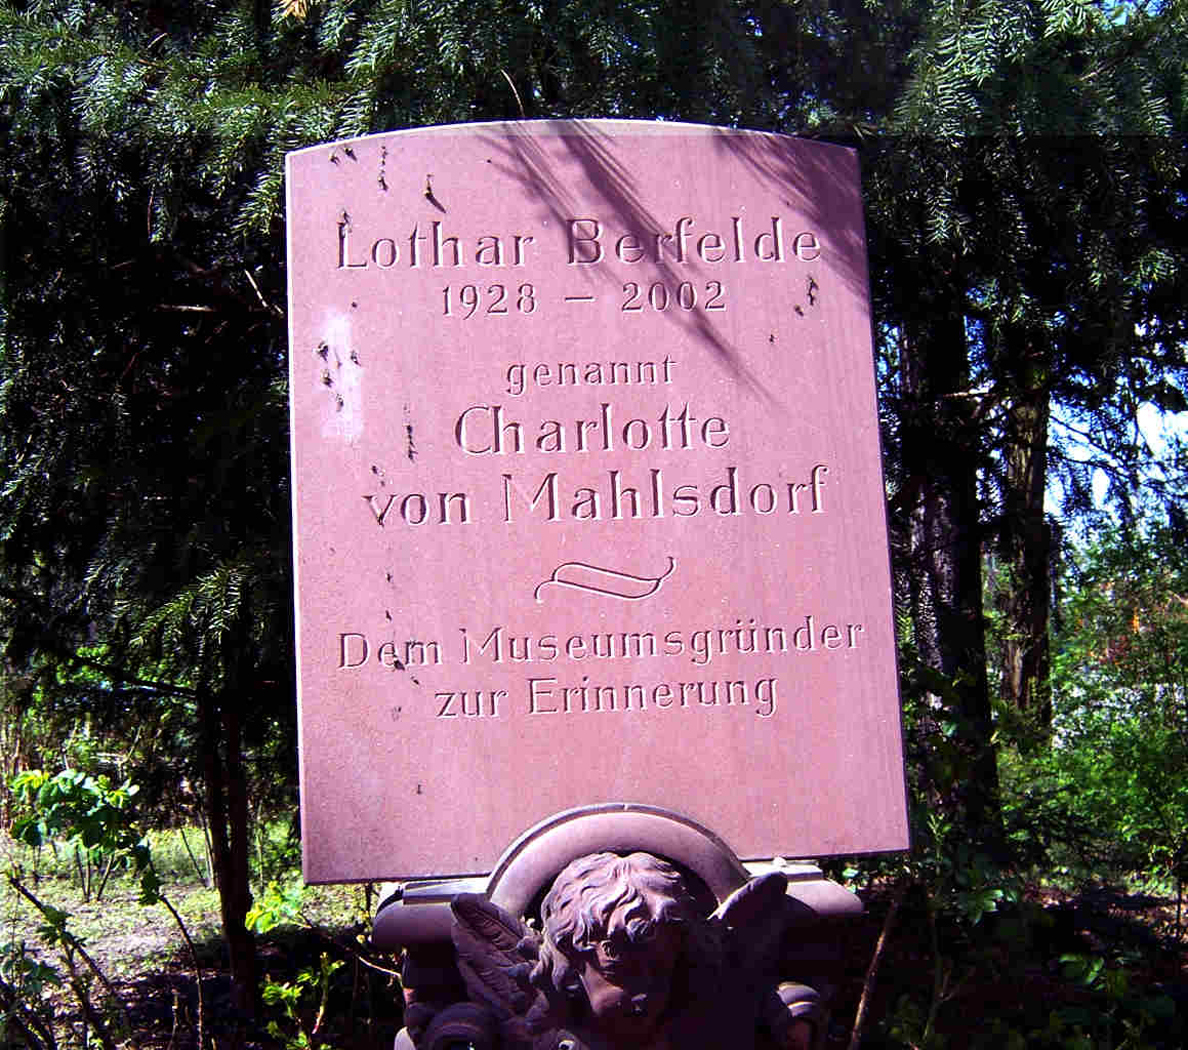 Lothar Berfelde
1928 – 2002
genannt
Charlotte
von Mahlsdorf
Dem Museumsgründer
zur Erinnerung